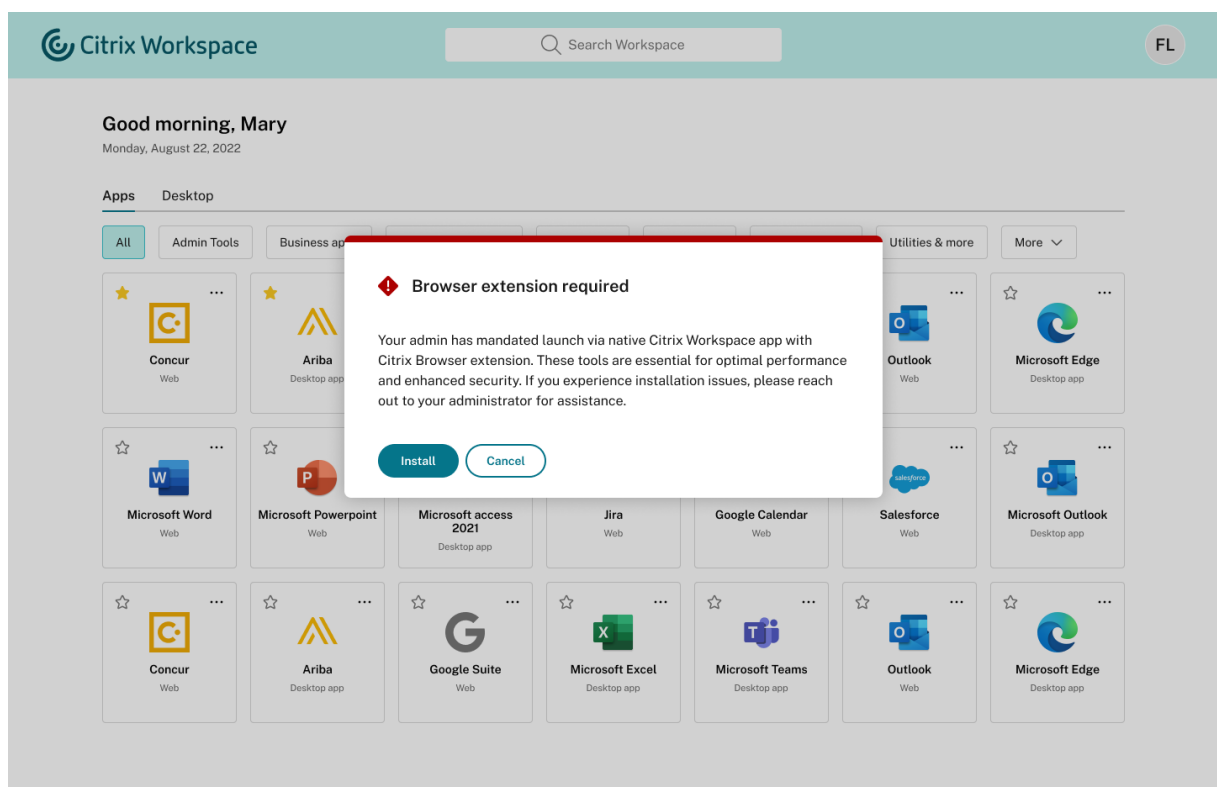 Citrix Workspace
Search Workspace
FL
Good morning, Mary
Monday, August 22, 2022
Apps Desktop
All Admin Tools Business ap Utilities & more More
Browser extension required
Your admin has mandated launch via native Citrix Workspace app with
Citrix Browser extension. These tools are essential for optimal performance
and enhanced security. If you experience installation issues, please reach
out to your administrator for assistance.
Install Cancel
Concur Ariba Outlook Microsoft Edge
Web Desktop app Web Desktop app
W P salesforce O
Microsoft Word Microsoft Powerpoint Microsoft access Jira Google Calendar Salesforce Microsoft Outlook
2021
Web Web Desktop app Web Web Web Desktop app
C G X T O
Concur Ariba Google Suite Microsoft Excel Microsoft Teams Outlook Microsoft Edge
Web Desktop app Web Desktop app Desktop app Web Desktop app